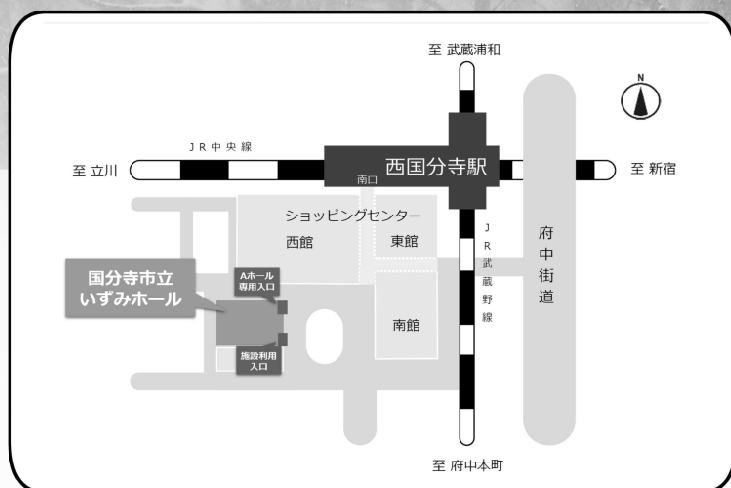 至 武蔵浦和
N
JR中央線
至 立川
西国分寺駅
至 新宿
南口
ショッピングセンター
西館
東館
JR武蔵野線
府中街道
国分寺市立
いずみホール
Aホール
専用入口
南館
施設利用
入口
至 府中本町